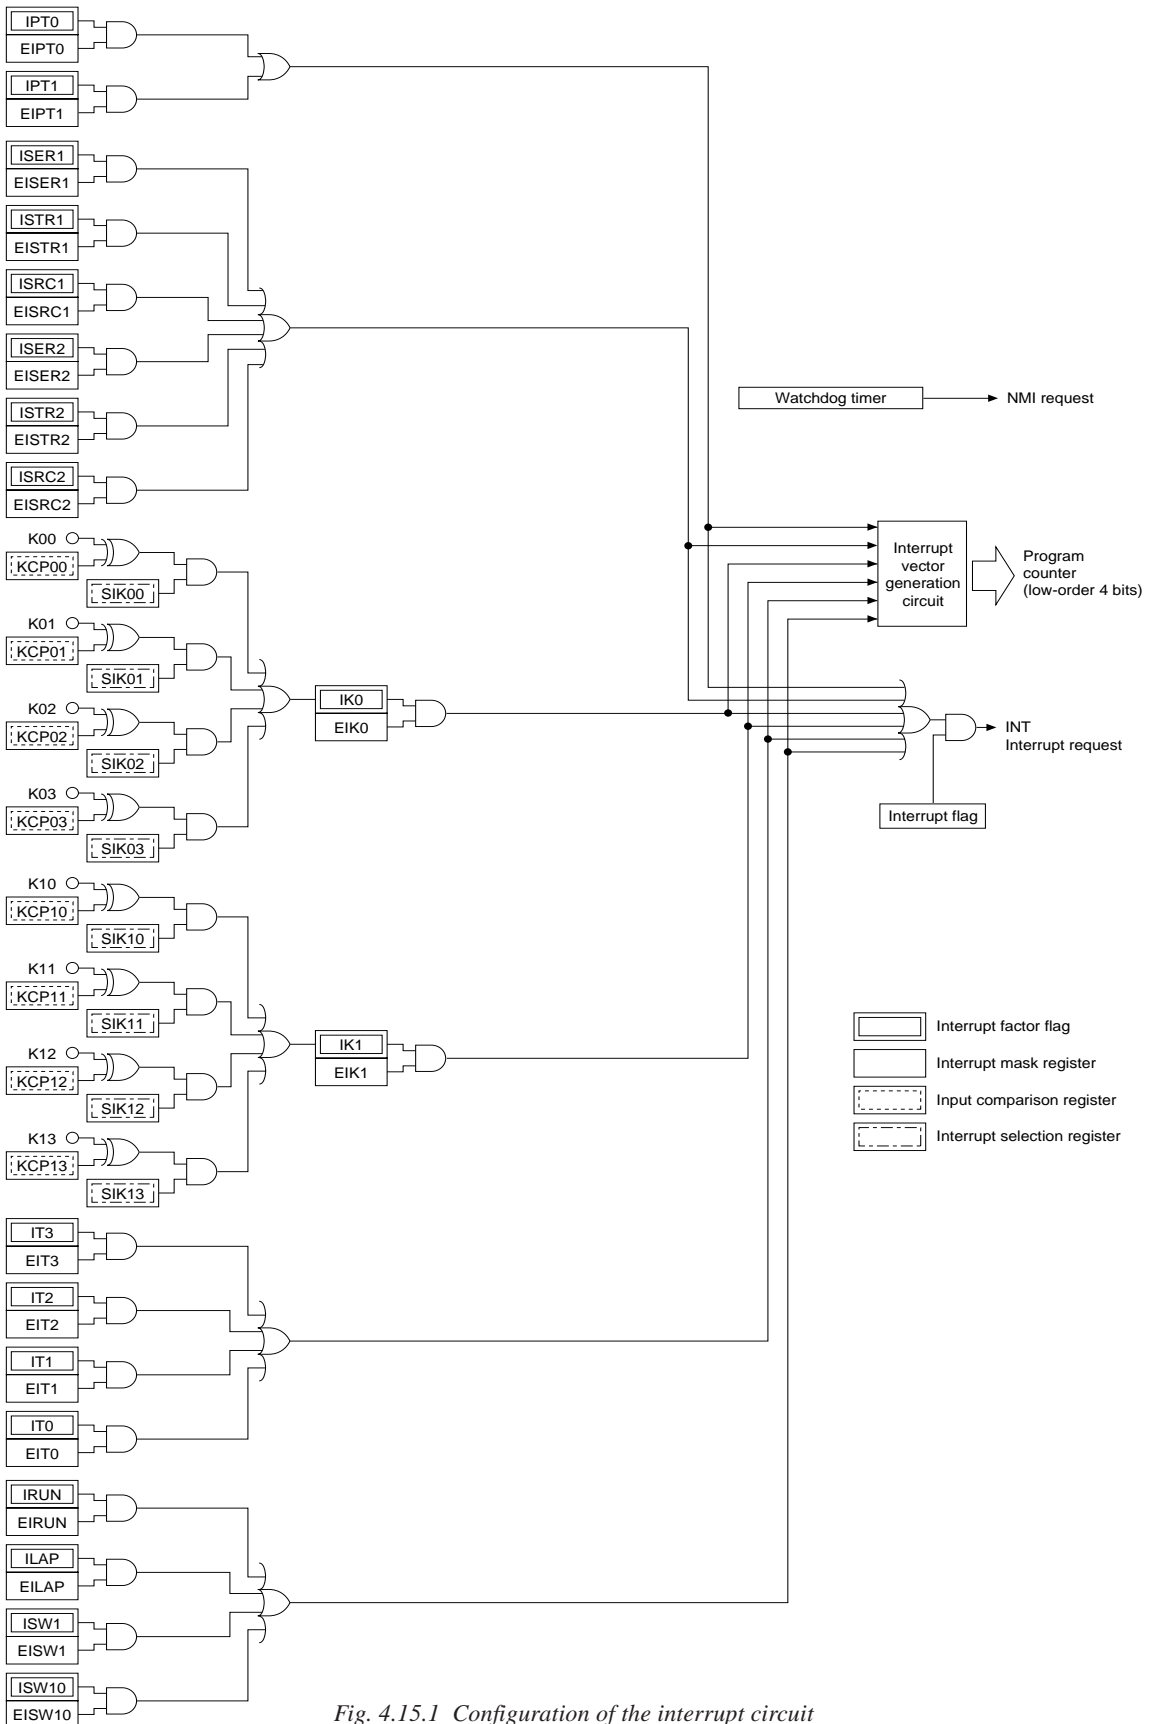 IPT0
EIPT0
IPT1
EIPT1
ISER1
EISER1
ISTR1
EISTR1
ISRC1
EISRC1
ISER2
EISER2
ISTR2
EISTR2
ISRC2
EISRC2
Watchdog timer
NMI request
K00
KCP00
SIK00
K01
KCP01
SIK01
K02
KCP02
SIK02
K03
KCP03
SIK03
IK0
EIK0
Interrupt
vector
generation
circuit
Program
counter
(low-order 4 bits)
INT
Interrupt request
Interrupt flag
K10
KCP10
SIK10
K11
KCP11
SIK11
K12
KCP12
SIK12
K13
KCP13
SIK13
IK1
EIK1
Interrupt factor flag
Interrupt mask register
Input comparison register
Interrupt selection register
IT3
EIT3
IT2
EIT2
IT1
EIT1
IT0
EIT0
IRUN
EIRUN
ILAP
EILAP
ISW1
EISW1
ISW10
EISW10
Fig. 4.15.1 Configuration of the interrupt circuit